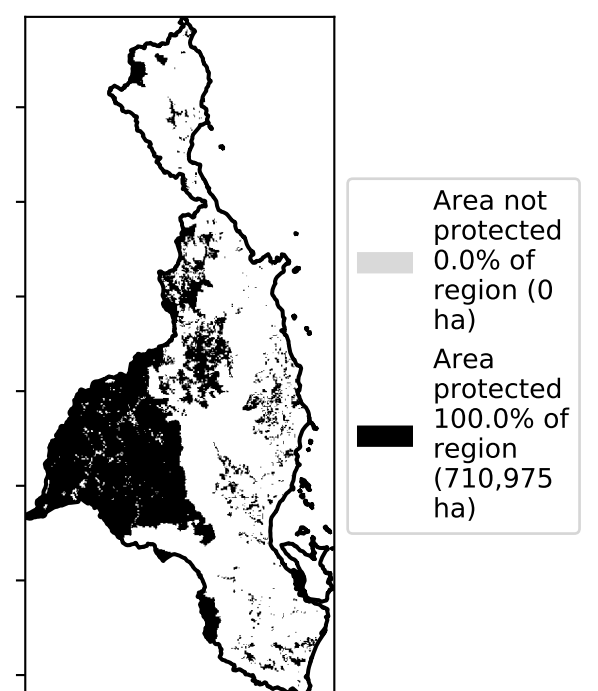 Area not
protected
0.0% of
region (0
ha)
Area
protected
100.0% of
region
(710,975
ha)